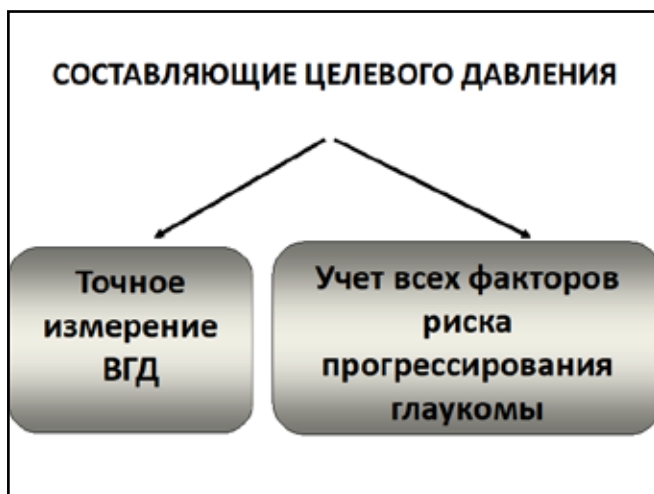 СОСТАВЛЯЮЩИЕ ЦЕЛЕВОГО ДАВЛЕНИЯ
Точное
измерение
ВГД
Учет всех факторов
риска
прогрессирования
глаукомы